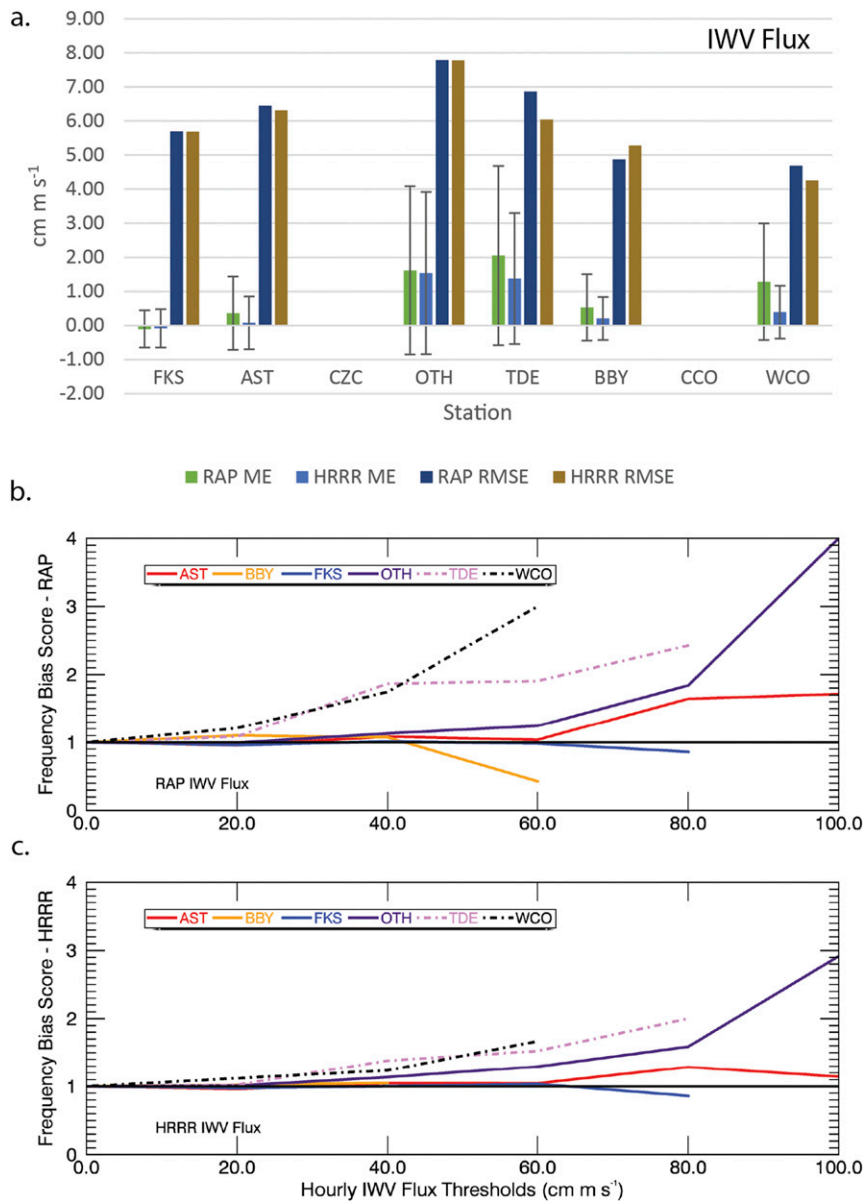 a.
IWV Flux
9.00
8.00
7.00
6.00
5.00
4.00
3.00
2.00
1.00
0.00
-1.00
-2.00
cm m s⁻¹
FKS AST CZC OTH TDE BBY CCO WCO
Station
RAP ME HRRR ME RAP RMSE HRRR RMSE
b.
4
3
2
1
0
Frequency Bias Score - RAP
AST BBY FKS OTH TDE WCO
RAP IWV Flux
0.0 20.0 40.0 60.0 80.0 100.0
c.
4
3
2
1
0
Frequency Bias Score - HRRR
AST BBY FKS OTH TDE WCO
HRRR IWV Flux
0.0 20.0 40.0 60.0 80.0 100.0
Hourly IWV Flux Thresholds (cm m s⁻¹)